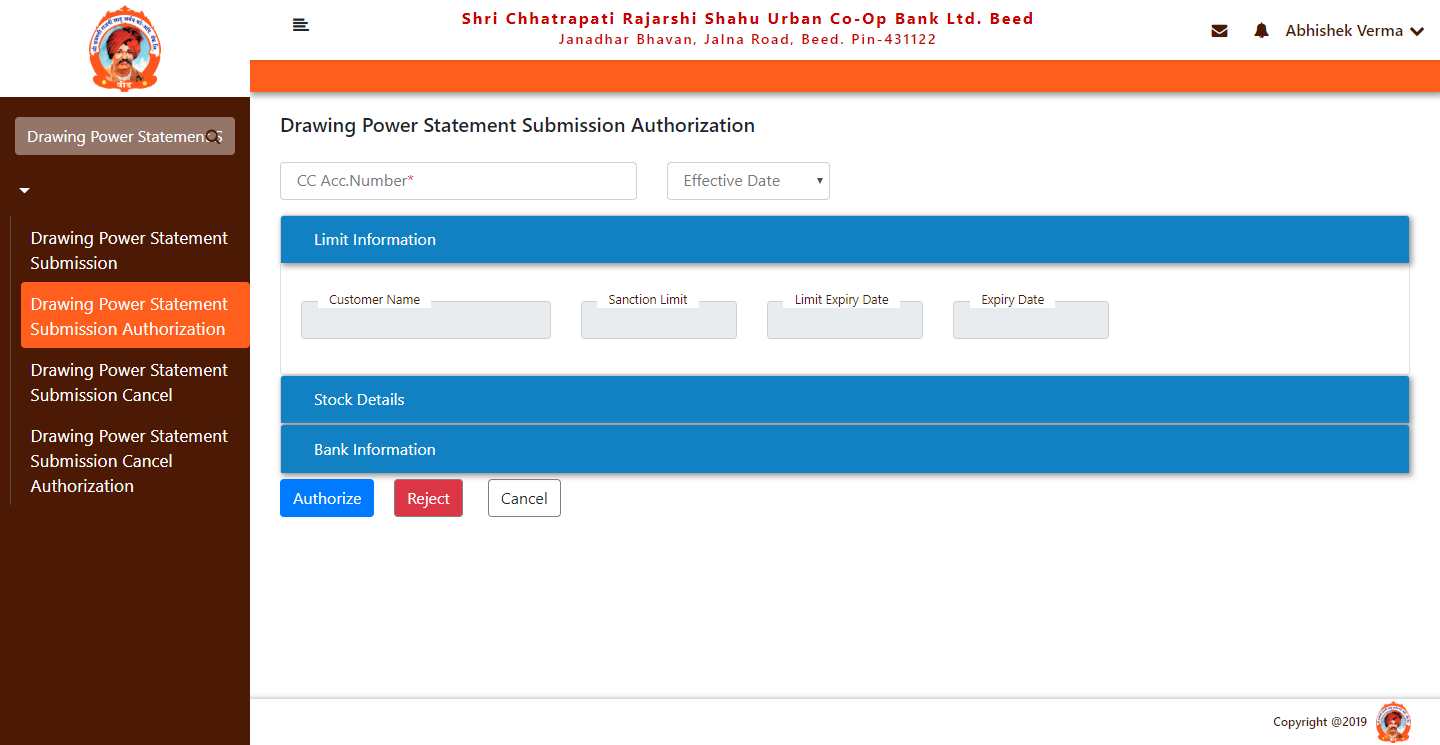 Shri Chhatrapati Rajarshi Shahu Urban Co-Op Bank Ltd. Beed
Janadhar Bhavan, Jalna Road, Beed. Pin-431122
Abhishek Verma
बीड
Drawing Power Statement
Drawing Power Statement
Submission
Drawing Power Statement
Submission Authorization
Drawing Power Statement
Submission Cancel
Drawing Power Statement
Submission Cancel
Authorization
Drawing Power Statement Submission Authorization
CC Acc.Number*
Effective Date
Limit Information
Customer Name
Sanction Limit
Limit Expiry Date
Expiry Date
Stock Details
Bank Information
Authorize
Reject
Cancel
Copyright @2019